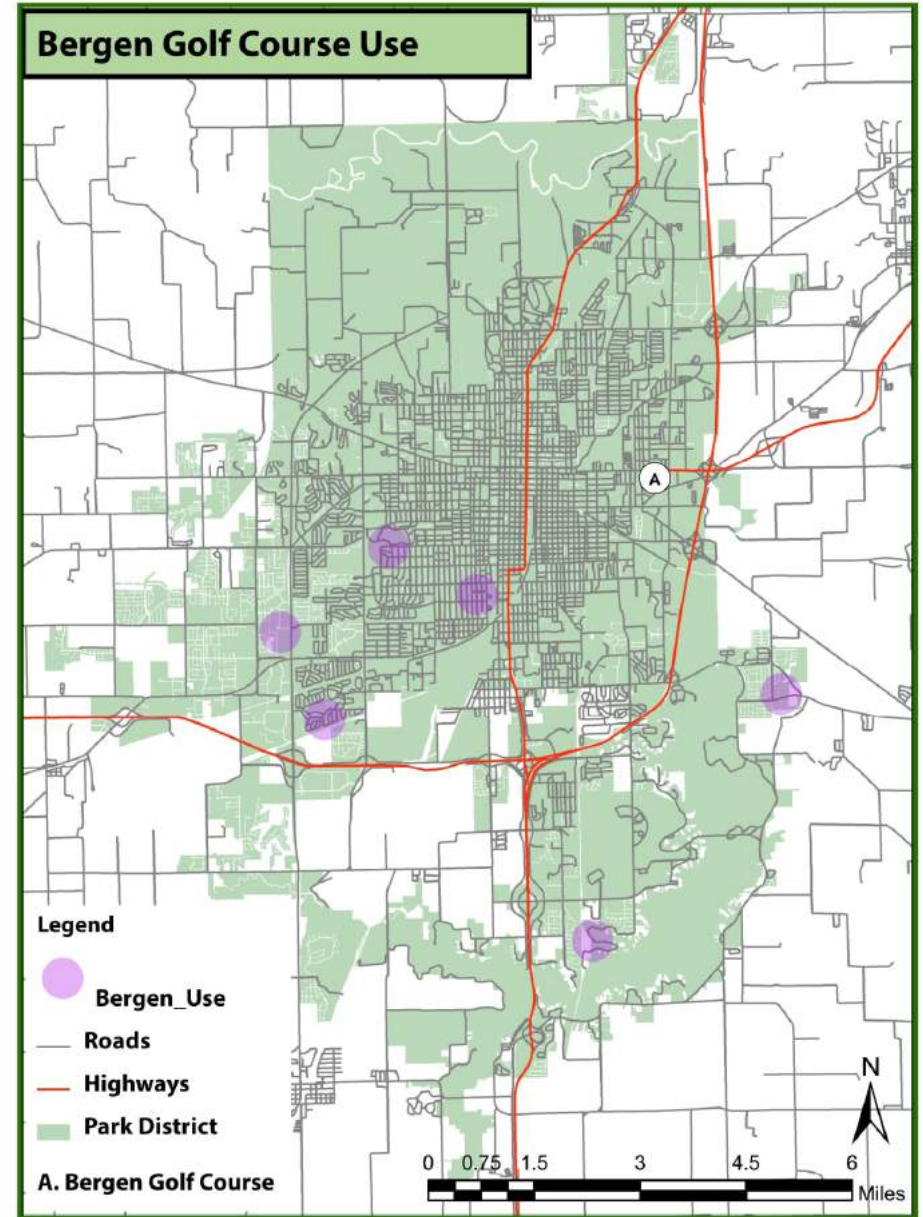 Bergen Golf Course Use
A
Legend
Bergen_Use
Roads
Highways
Park District
A. Bergen Golf Course
N
0 0.75 1.5 3 4.5 6
Miles